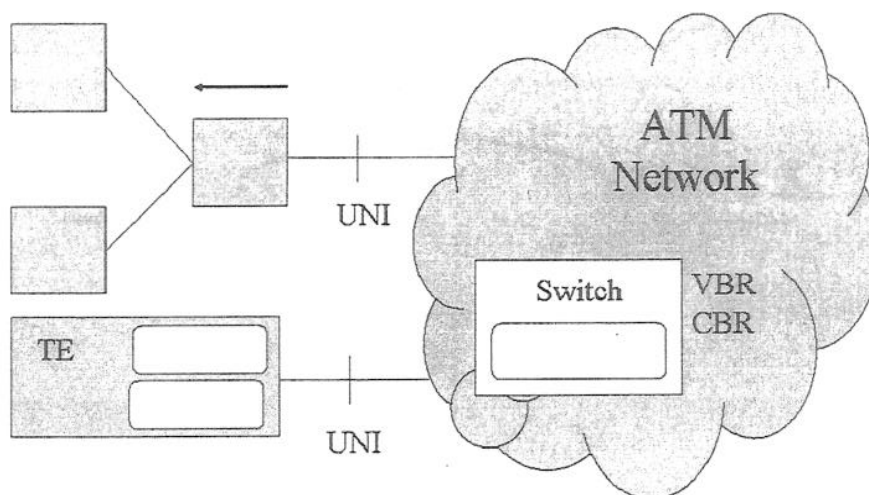 ATM
Network
UNI
Switch
VBR
CBR
TE
UNI